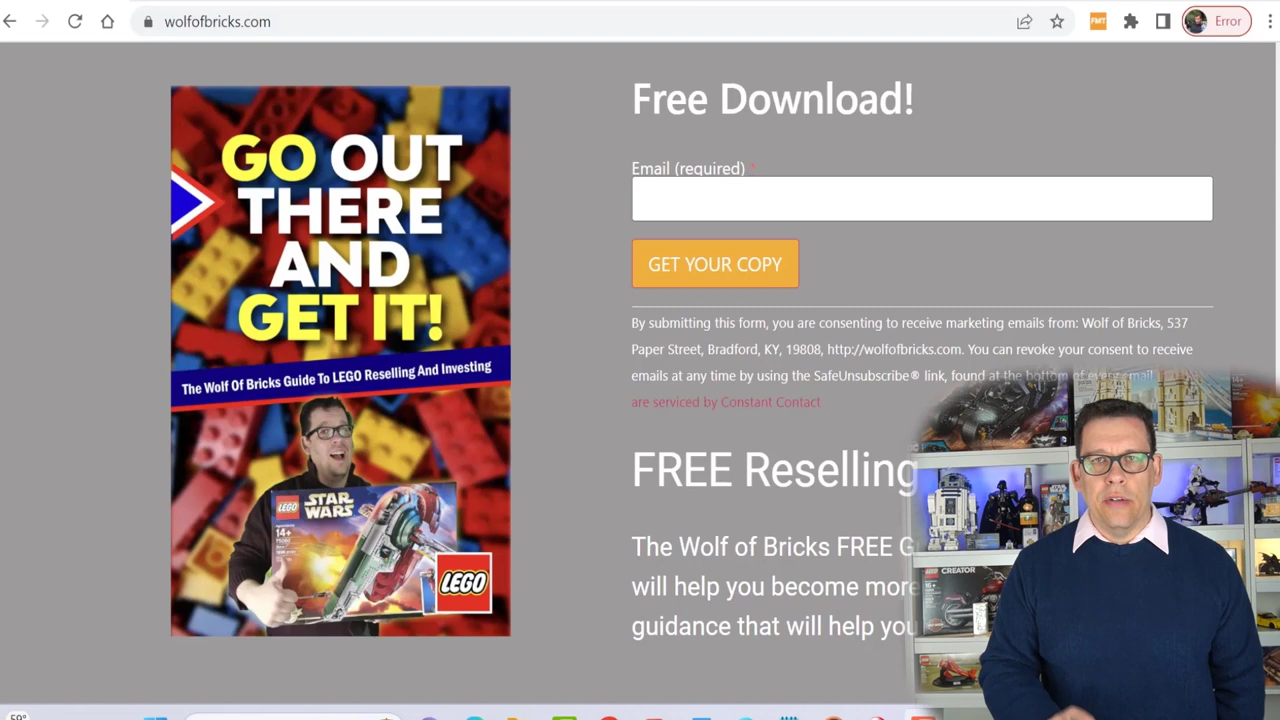 wolfofbricks.com
FMT
Error
GO OUT
THERE
AND
GET IT!
The Wolf Of Bricks Guide To LEGO Reselling And Investing
LEGO STAR WARS
14+
LEGO
Free Download!
Email (required) *
GET YOUR COPY
By submitting this form, you are consenting to receive marketing emails from: Wolf of Bricks, 537
Paper Street, Bradford, KY, 19808, http://wolfofbricks.com. You can revoke your consent to receive
emails at any time by using the SafeUnsubscribe® link, found at the bottom of every email
are serviced by Constant Contact
FREE Reselling
The Wolf of Bricks FREE G
will help you become more
guidance that will help you
CREATOR
59°